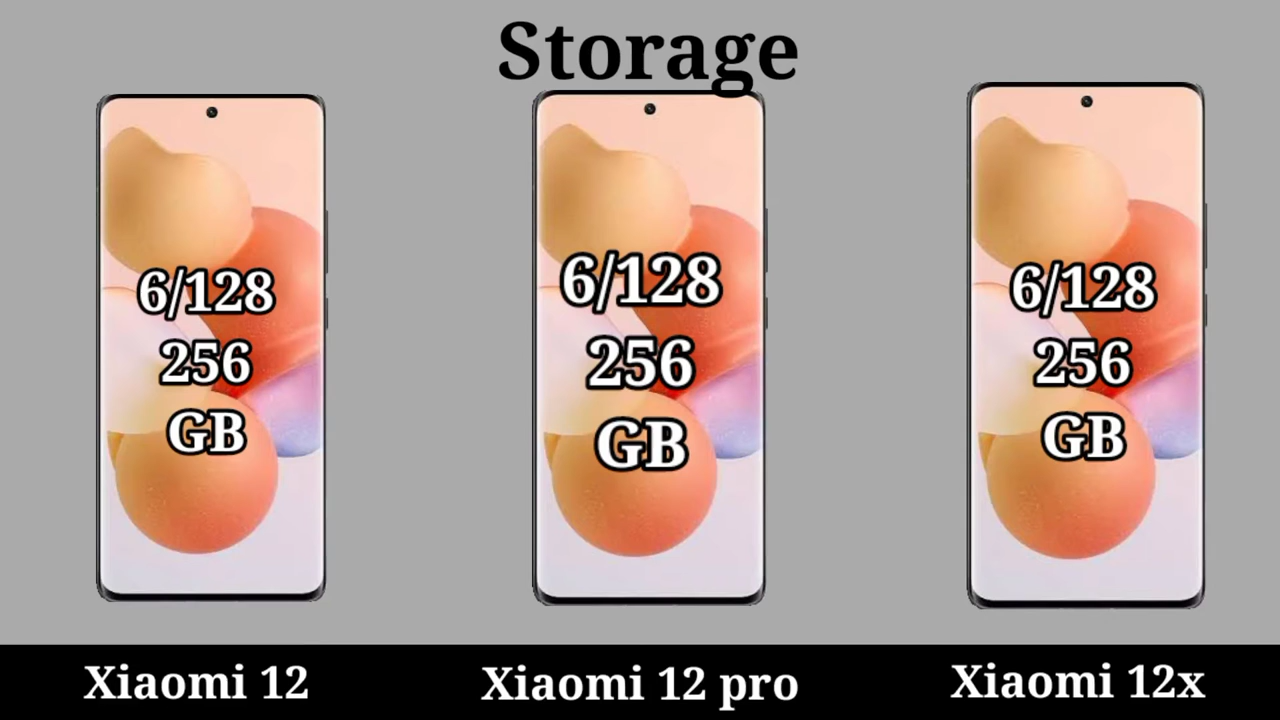 Storage
6/128
256
GB
6/128
256
GB
6/128
256
GB
Xiaomi 12
Xiaomi 12 pro
Xiaomi 12x